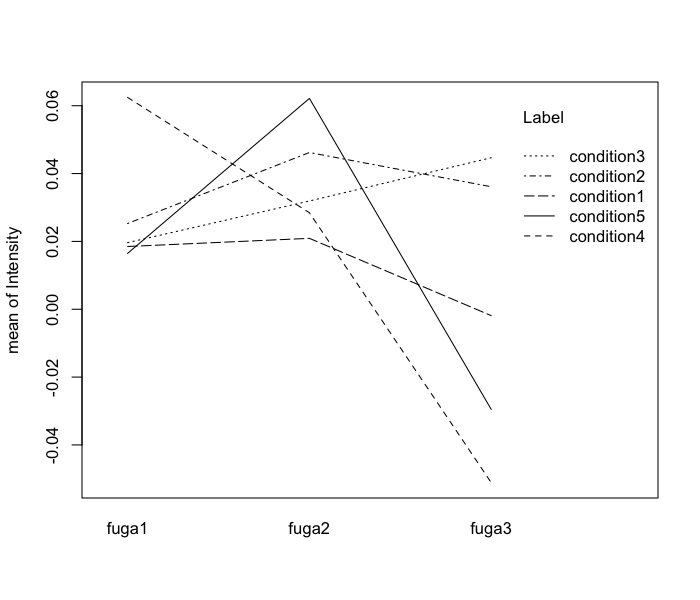 Label
condition3
condition2
condition1
condition5
condition4
mean of Intensity
0.06
0.04
0.02
0.00
-0.02
-0.04
fuga1 fuga2 fuga3